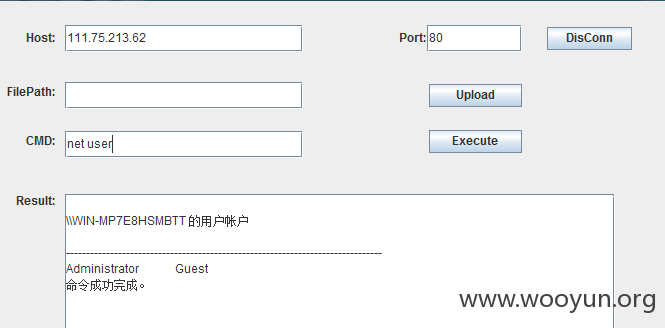 Host: 111.75.213.62 Port: 80 DisConn
FilePath: Upload
CMD: net user Execute
Result:
\\WIN-MP7E8HSMBTT 的用户帐户
-------------------------------------------------------------------------------
Administrator Guest
命令成功完成。
www.wooyun.org